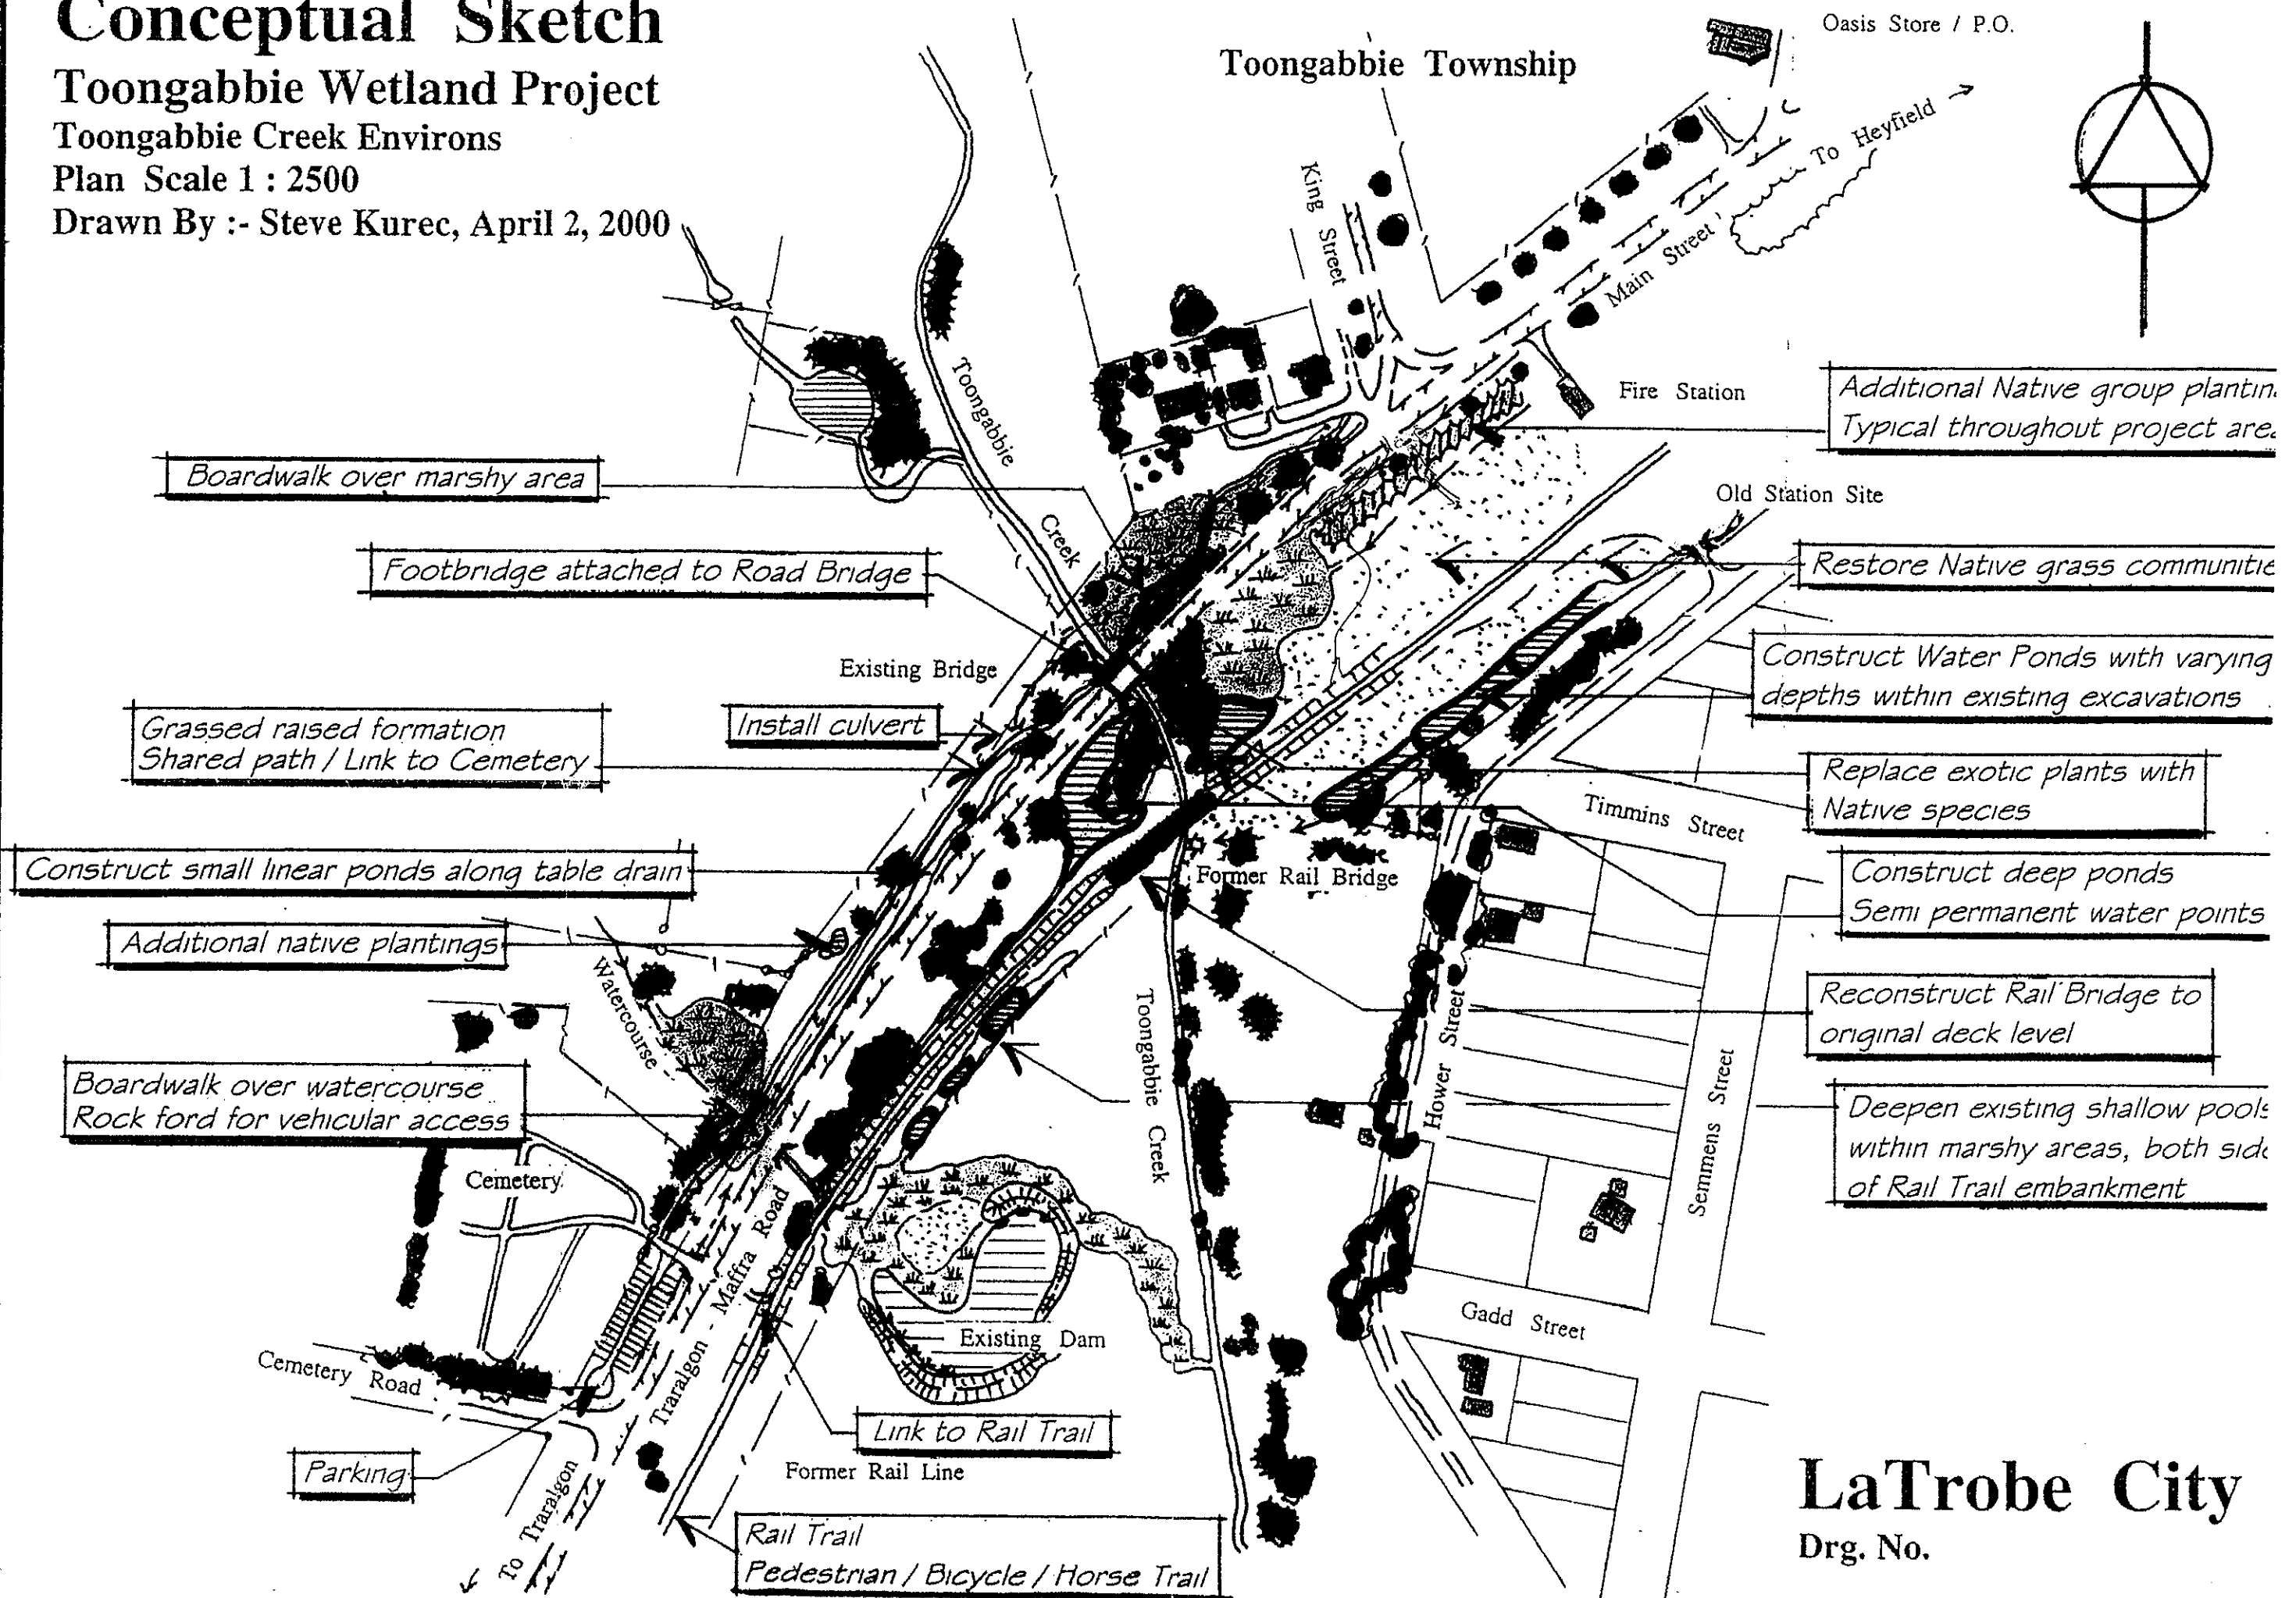 Conceptual Sketch
Toongabbie Wetland Project
Toongabbie Creek Environs
Plan Scale 1 : 2500
Drawn By :- Steve Kurec, April 2, 2000
Toongabbie Township
Oasis Store / P.O.
To Heyfield
King Street
Main Street
Fire Station
Additional Native group plantin
Typical throughout project area
Toongabbie
Creek
Boardwalk over marshy area
Old Station Site
Footbridge attached to Road Bridge
Restore Native grass communitie
Existing Bridge
Construct Water Ponds with varying
depths within existing excavations
Grassed raised formation
Shared path / Link to Cemetery
Install culvert
Replace exotic plants with
Native species
Timmins Street
Construct small linear ponds along table drain
Former Rail Bridge
Construct deep ponds
Semi permanent water points
Additional native plantings
Watercourse
Toongabbie Creek
Hower Street
Semmens Street
Reconstruct Rail Bridge to
original deck level
Boardwalk over watercourse
Rock ford for vehicular access
Deepen existing shallow pools
within marshy areas, both side
of Rail Trail embankment
Cemetery
Traralgon - Maffra Road
Existing Dam
Gadd Street
Cemetery Road
Link to Rail Trail
Parking
Former Rail Line
To Traralgon
Rail Trail
Pedestrian / Bicycle / Horse Trail
LaTrobe City
Drg. No.